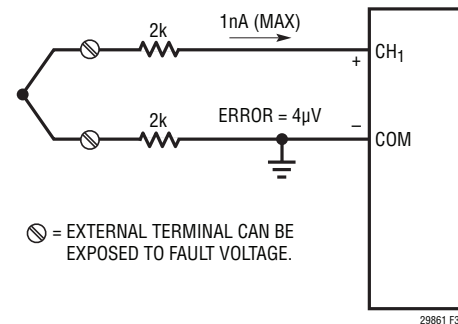 2k
1nA (MAX)
+
CH1
2k
ERROR = 4µV
–
COM
= EXTERNAL TERMINAL CAN BE
EXPOSED TO FAULT VOLTAGE.
29861 F3